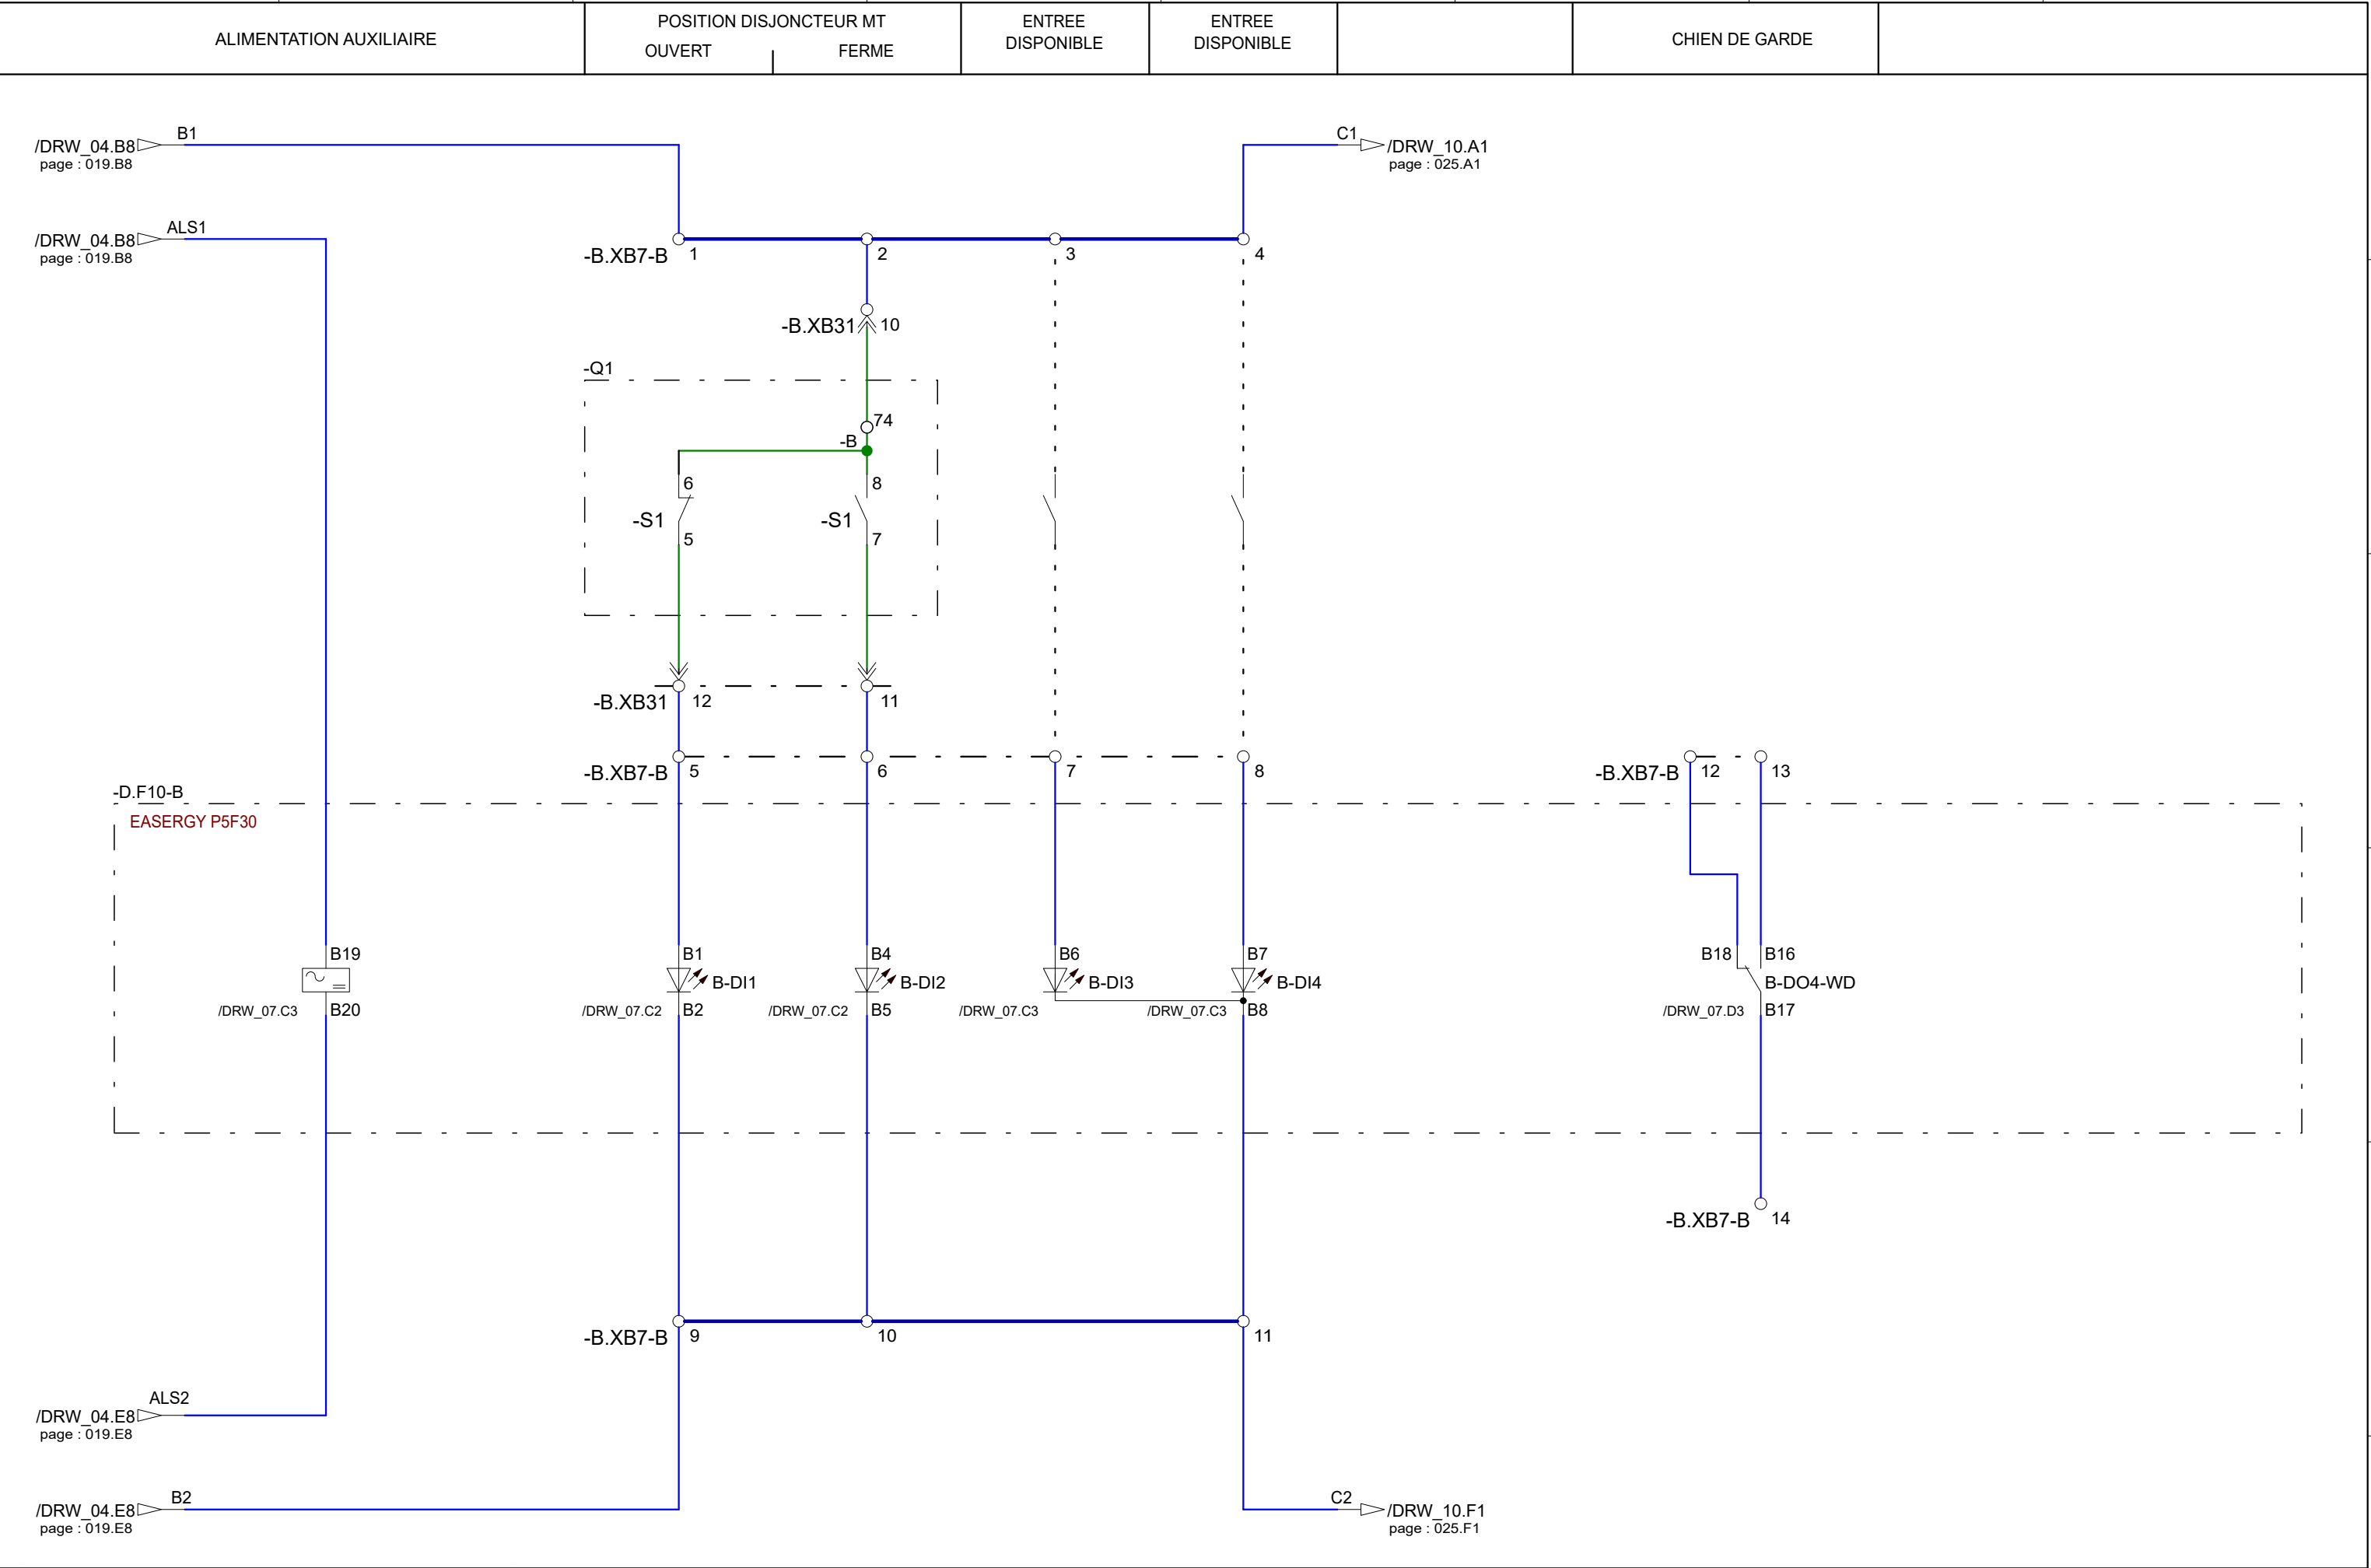 ALIMENTATION AUXILIAIRE
POSITION DISJONCTEUR MT
OUVERT
FERME
ENTREE
DISPONIBLE
ENTREE
DISPONIBLE
CHIEN DE GARDE
B1
/DRW_04.B8
page : 019.B8
C1
/DRW_10.A1
page : 025.A1
ALS1
/DRW_04.B8
page : 019.B8
-B.XB7-B
1
2
3
4
-B.XB31
10
-Q1
74
-B
6
8
-S1
-S1
5
7
-B.XB31
12
11
-B.XB7-B
5
6
7
8
-B.XB7-B
12
13
-D.F10-B
EASERGY P5F30
B19
B1
B4
B6
B7
B18
B16
B-DI1
B-DI2
B-DI3
B-DI4
B-DO4-WD
/DRW_07.C3
B20
/DRW_07.C2
B2
/DRW_07.C2
B5
/DRW_07.C3
/DRW_07.C3
B8
/DRW_07.D3
B17
-B.XB7-B
14
-B.XB7-B
9
10
11
ALS2
/DRW_04.E8
page : 019.E8
B2
/DRW_04.E8
page : 019.E8
C2
/DRW_10.F1
page : 025.F1